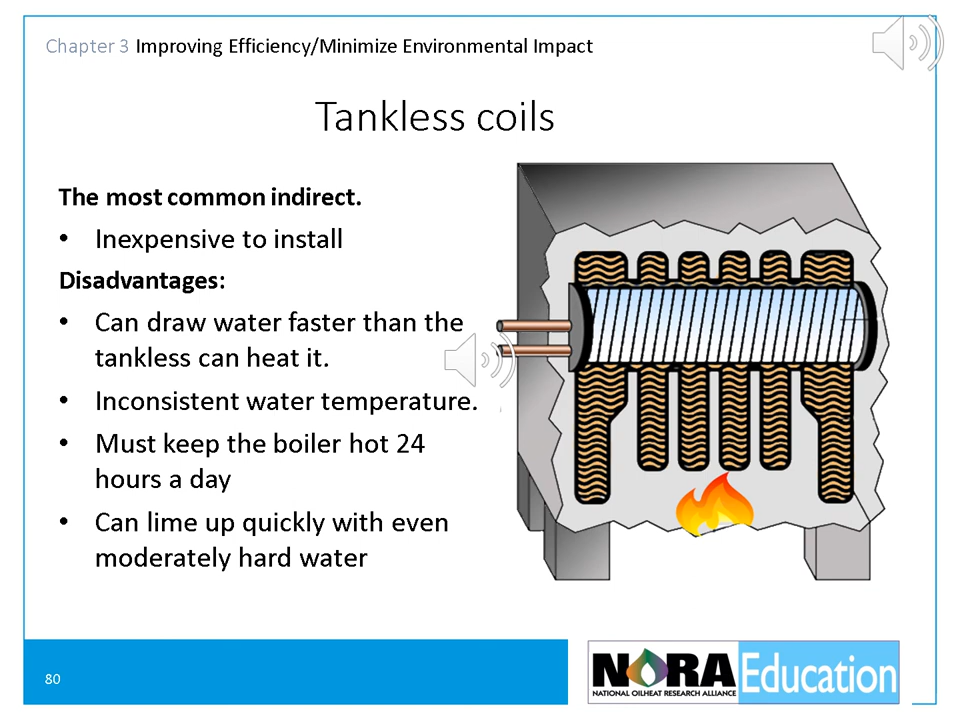 Chapter 3 Improving Efficiency/Minimize Environmental Impact
Tankless coils
The most common indirect.
• Inexpensive to install
Disadvantages:
• Can draw water faster than the
tankless can heat it.
• Inconsistent water temperature.
• Must keep the boiler hot 24
hours a day
• Can lime up quickly with even
moderately hard water
80
NORA Education
NATIONAL OILHEAT RESEARCH ALLIANCE